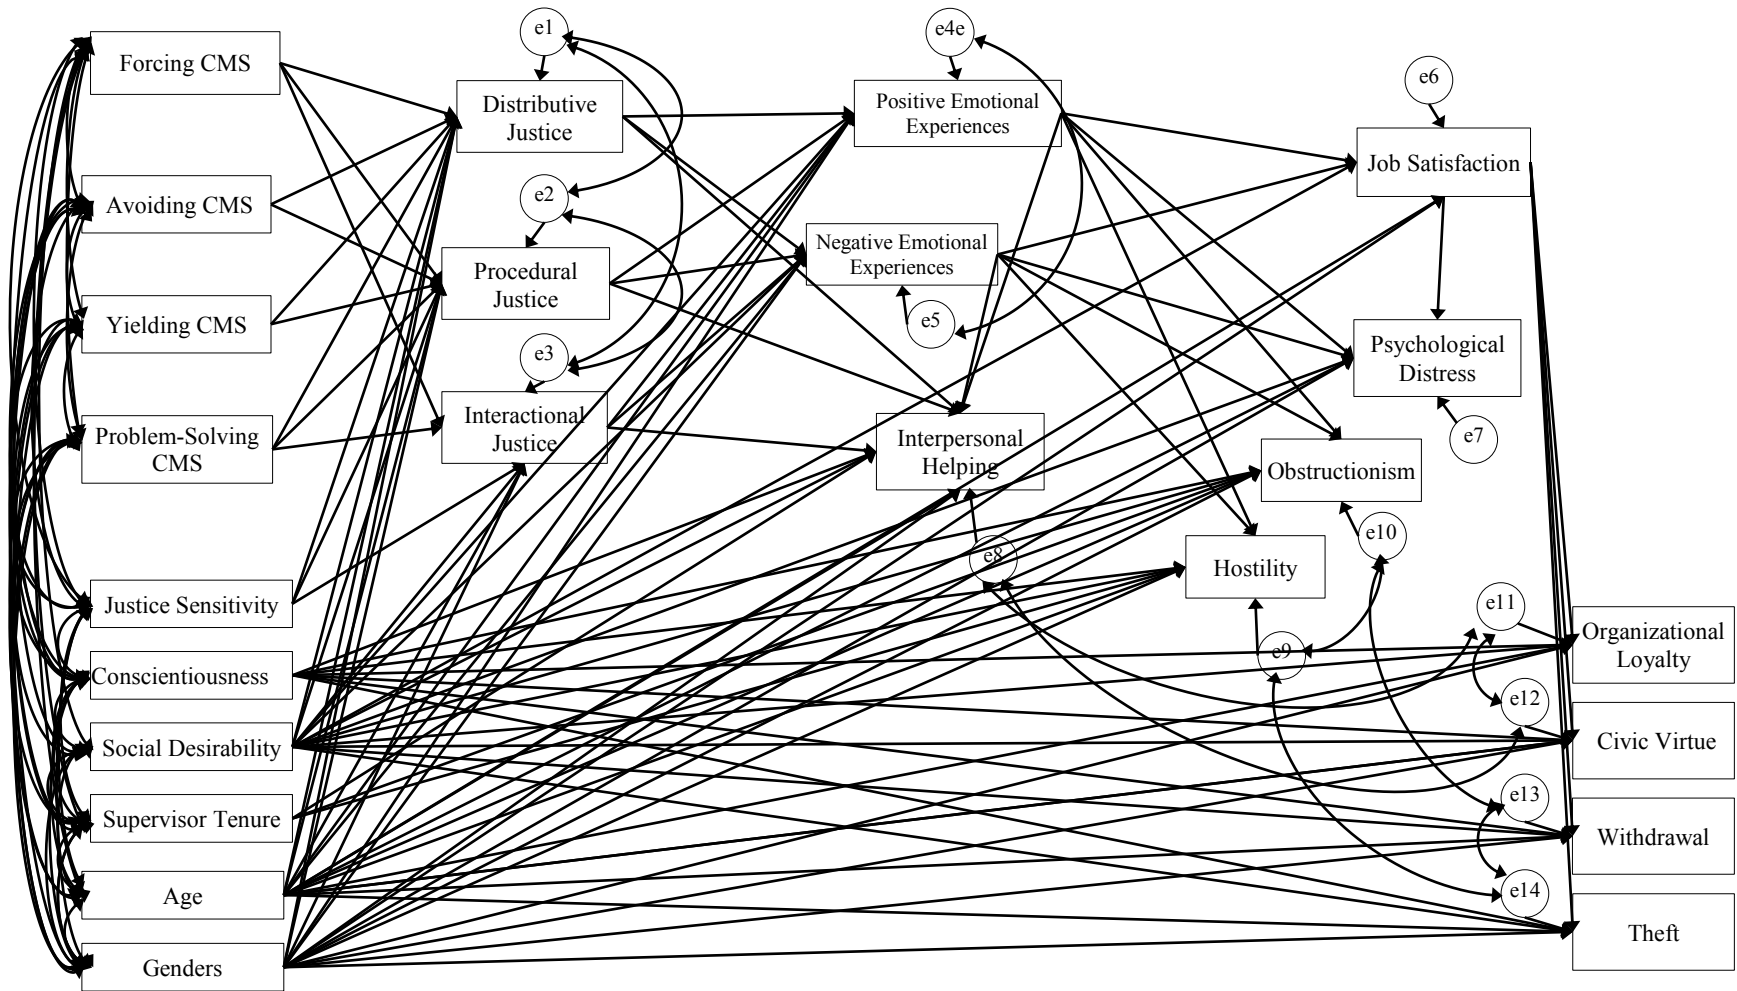 e1
e4e
Forcing CMS
e6
Distributive
Justice
Positive Emotional
Experiences
Job Satisfaction
e2
Avoiding CMS
Negative Emotional
Experiences
Procedural
Justice
e5
Yielding CMS
e3
Psychological
Distress
Interactional
Justice
Problem-Solving
CMS
Interpersonal
Helping
e7
Obstructionism
e10
e8
Hostility
Justice Sensitivity
e11
Organizational
Loyalty
e9
Conscientiousness
e12
Social Desirability
Civic Virtue
e13
Supervisor Tenure
Withdrawal
e14
Age
Theft
Genders